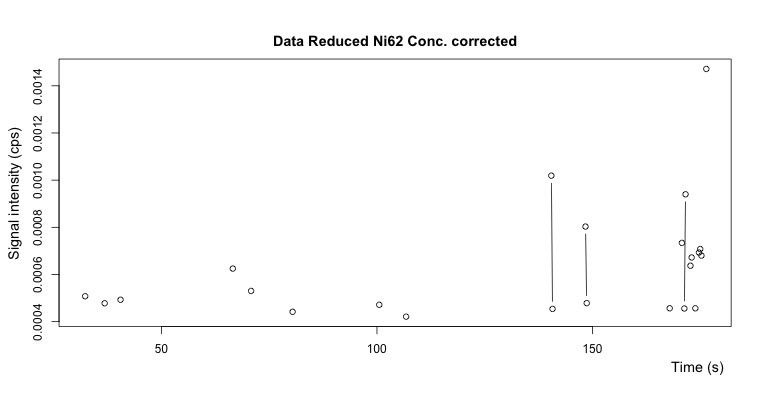 Data Reduced Ni62 Conc. corrected
Signal intensity (cps)
0.0014
0.0012
0.0010
0.0008
0.0006
0.0004
50 100 150
Time (s)